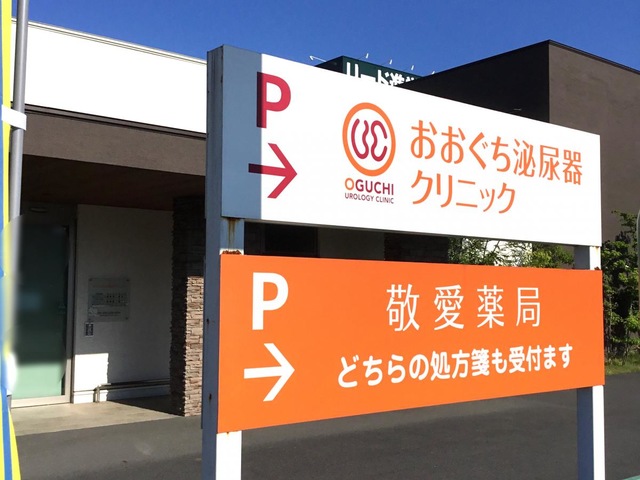 P
→
OGUCHI
UROLOGY CLINIC
おおぐち泌尿器
クリニック
P
→
敬愛薬局
どちらの処方箋も受付ます